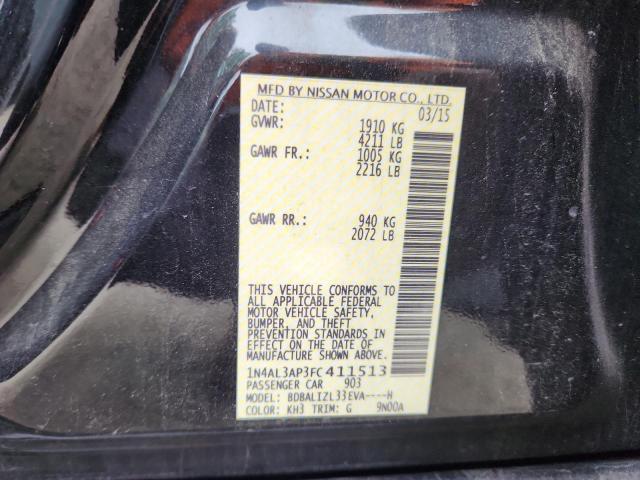 MFD BY NISSAN MOTOR CO., LTD.
DATE: 03/15
GVWR: 1910 KG
4211 LB
GAWR FR.: 1005 KG
2216 LB
GAWR RR.: 940 KG
2072 LB
THIS VEHICLE CONFORMS TO
ALL APPLICABLE FEDERAL
MOTOR VEHICLE SAFETY,
BUMPER, AND THEFT
PREVENTION STANDARDS IN
EFFECT ON THE DATE OF
MANUFACTURE SHOWN ABOVE.
1N4AL3AP3FC411513
PASSENGER CAR 903
MODEL: BDBALIZL33EVA----H
COLOR: KH3 TRIM: G 9N00A